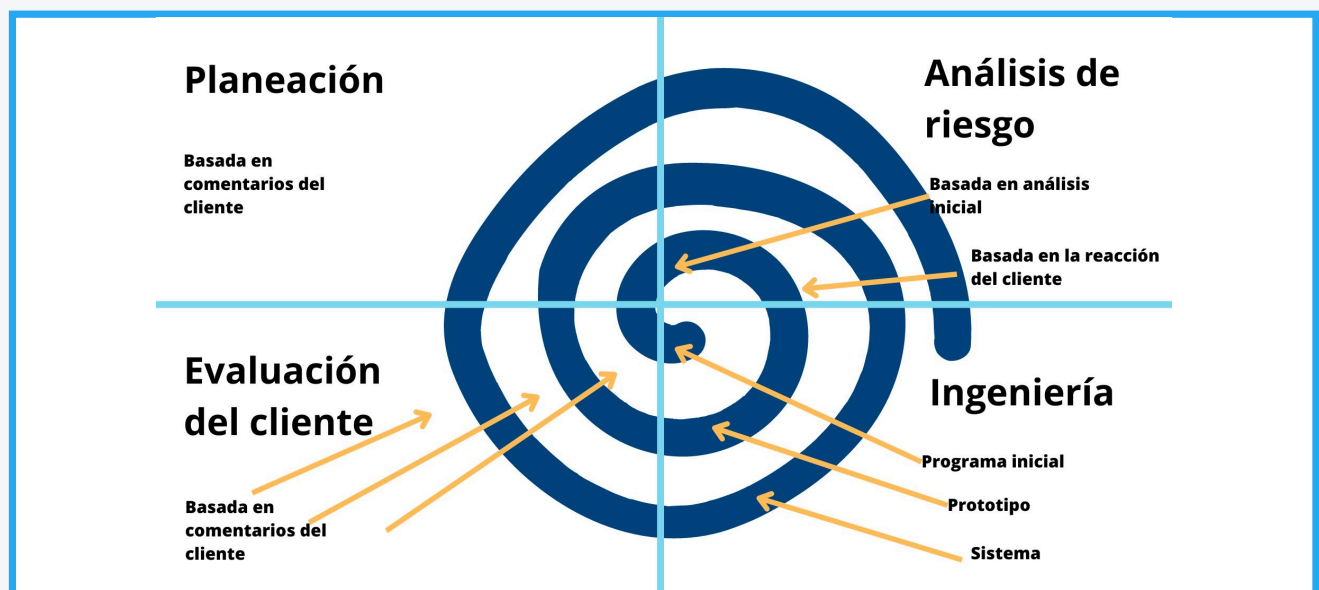 Planeación
Basada en
comentarios del
cliente
Análisis de
riesgo
Basada en análisis
inicial
Basada en la reacción
del cliente
Evaluación
del cliente
Basada en
comentarios del
cliente
Ingeniería
Programa inicial
Prototipo
Sistema